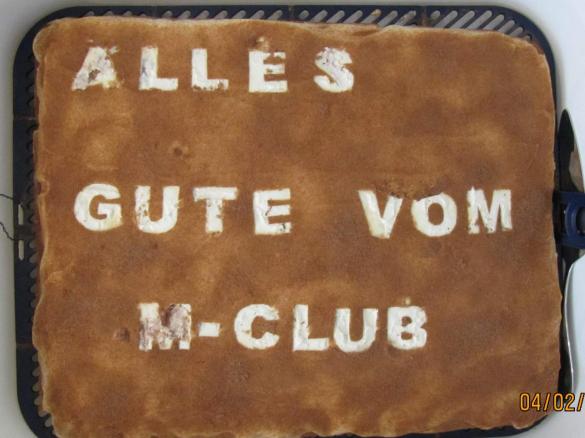 ALLES
GUTE VOM
M-CLUB
04/02/